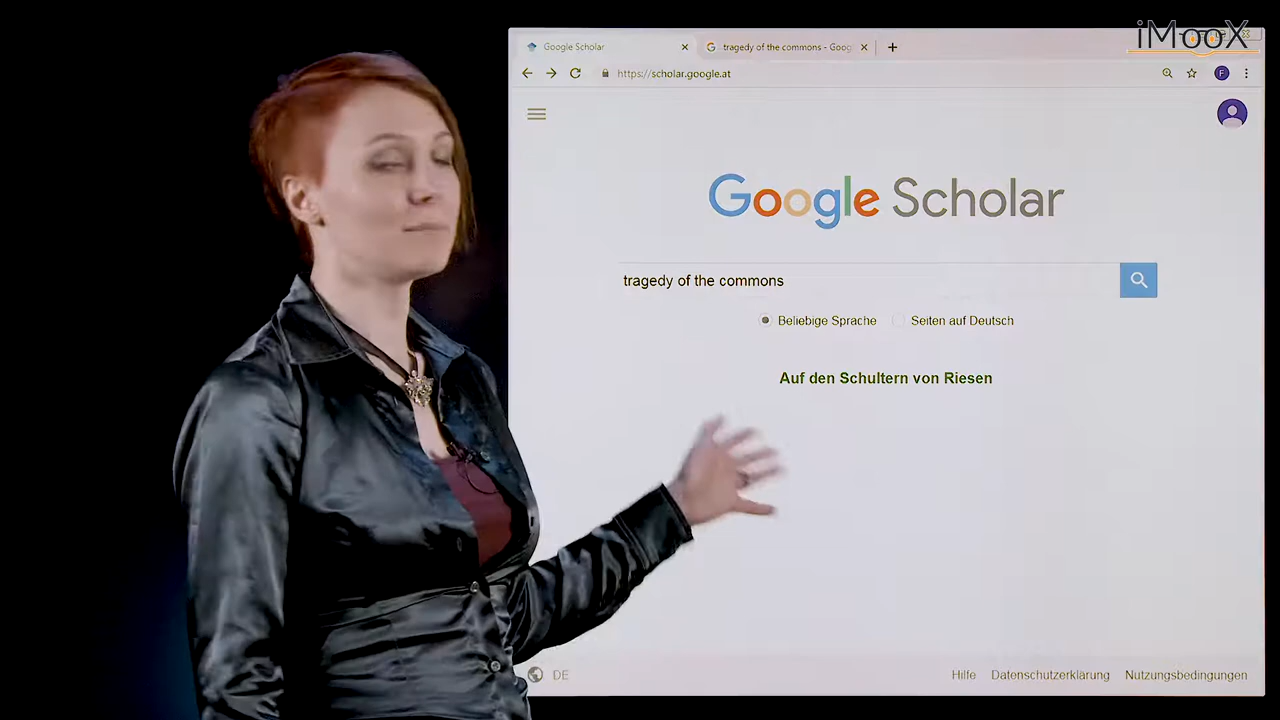 iMooX
Google Scholar
tragedy of the commons - Goog
https://scholar.google.at
F
Google Scholar
tragedy of the commons
Beliebige Sprache
Seiten auf Deutsch
Auf den Schultern von Riesen
DE
Hilfe
Datenschutzerklärung
Nutzungsbedingungen